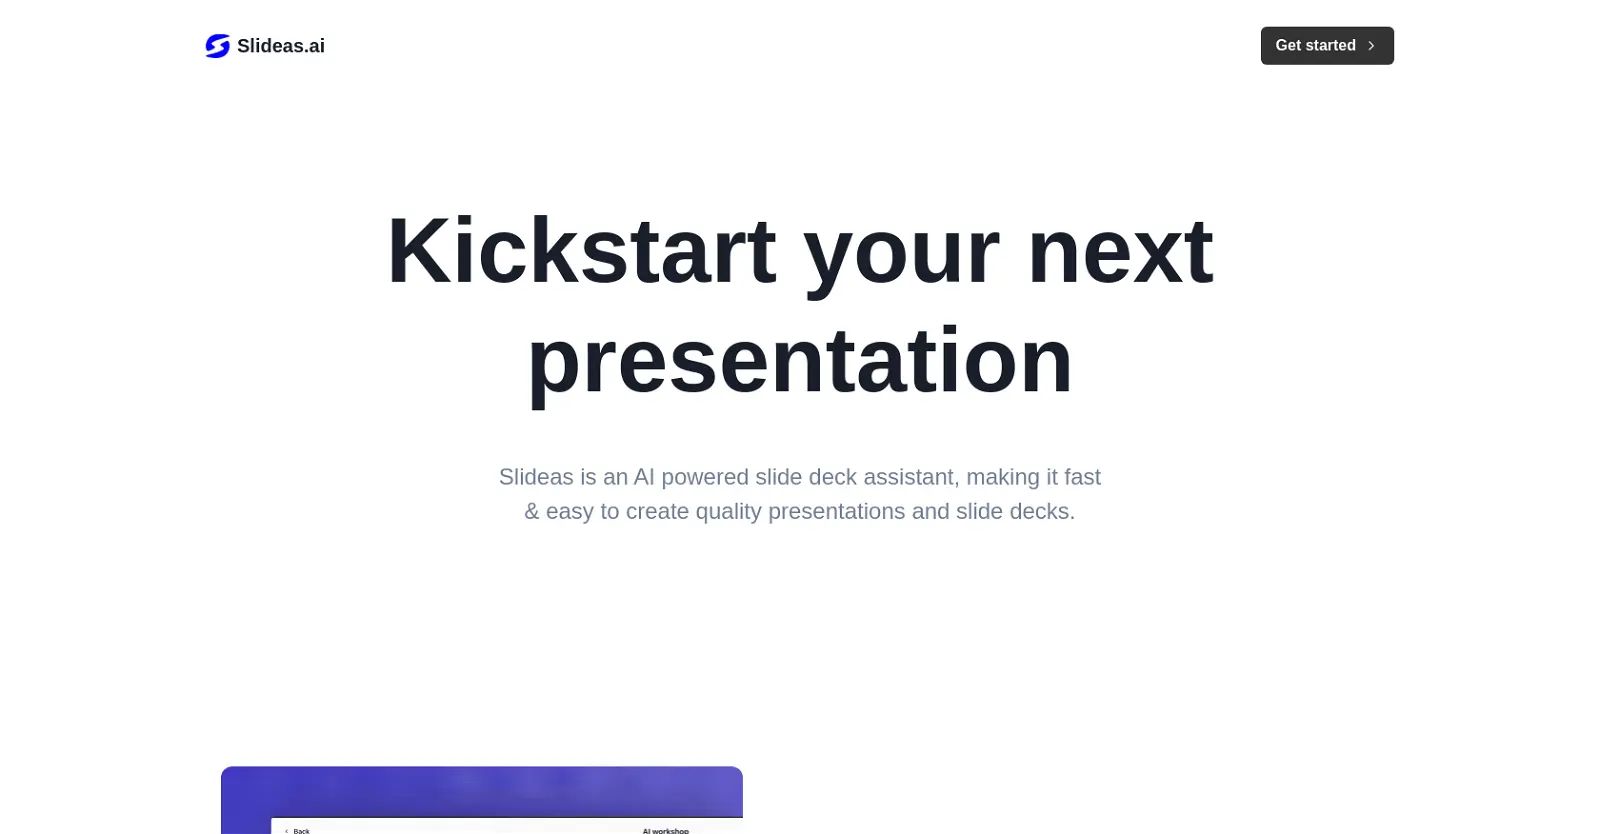 Slideas.ai
Get started
Kickstart your next
presentation
Slideas is an AI powered slide deck assistant, making it fast
& easy to create quality presentations and slide decks.
Back
AI workshop